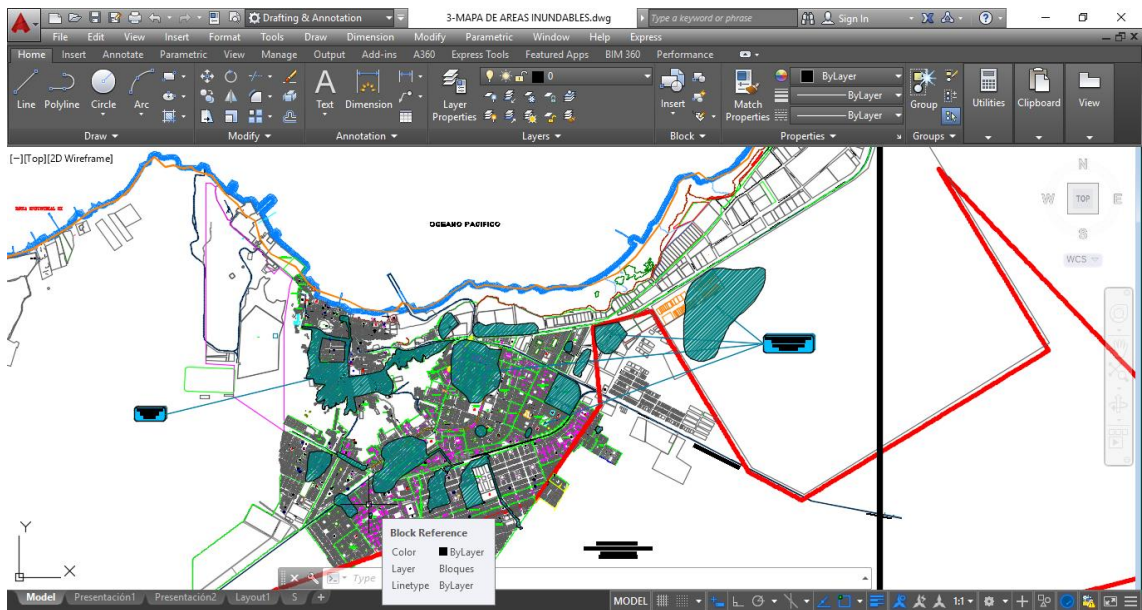 Drafting & Annotation
3-MAPA DE AREAS INUNDABLES.dwg
Type a keyword or phrase
Sign In
File Edit View Insert Format Tools Draw Dimension Modify Parametric Window Help Express
Home Insert Annotate Parametric View Manage Output Add-ins A360 Express Tools Featured Apps BIM 360 Performance
0
ByLayer
Line Polyline Circle Arc
Text Dimension
Layer Properties
Insert
Match Properties
ByLayer
ByLayer
Group
Utilities
Clipboard
View
Draw
Modify
Annotation
Layers
Block
Properties
Groups
[−][Top][2D Wireframe]
OCEANO PACIFICO
N
W TOP E
S
WCS
Block Reference
Color ByLayer
Layer Bloques
Linetype ByLayer
Y
X
Type
Model Presentación1 Presentación2 Layout1 S +
MODEL
1:1